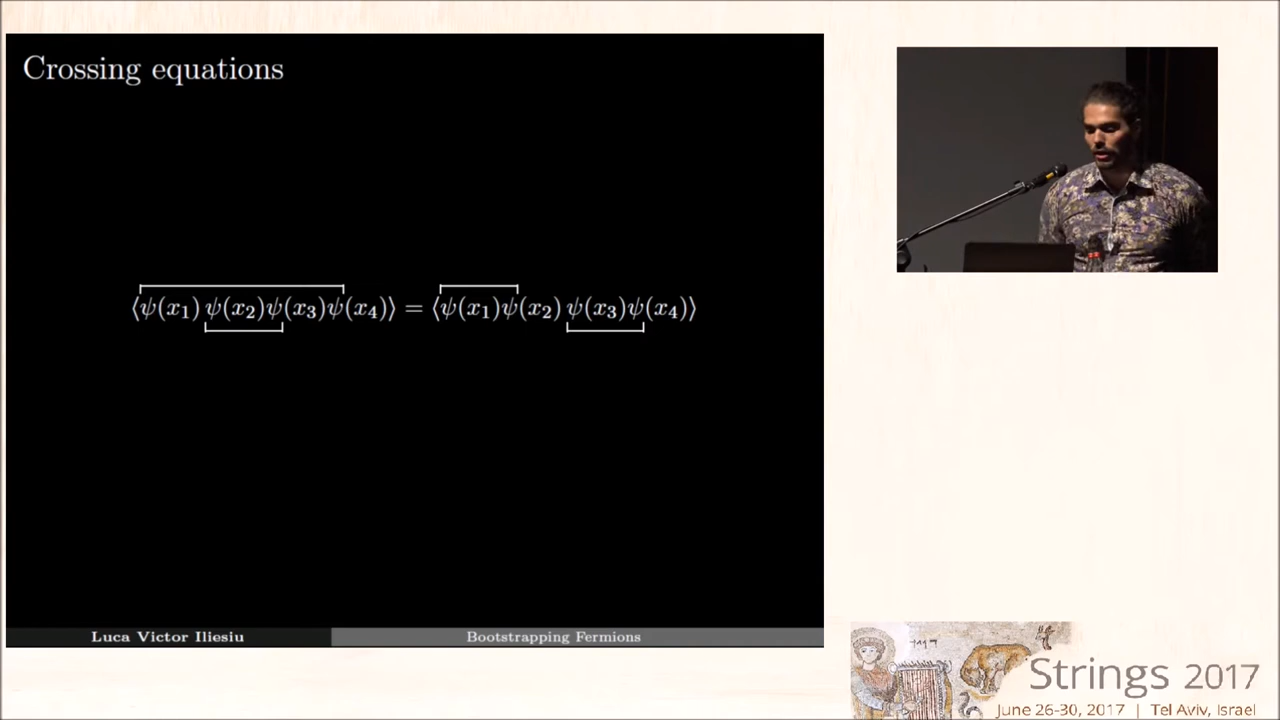 Crossing equations
⟨ψ(x₁)ψ(x₂)ψ(x₃)ψ(x₄)⟩ = ⟨ψ(x₁)ψ(x₂)ψ(x₃)ψ(x₄)⟩
Luca Victor Iliesiu
Bootstrapping Fermions
Strings 2017
June 26-30, 2017 | Tel Aviv, Israel